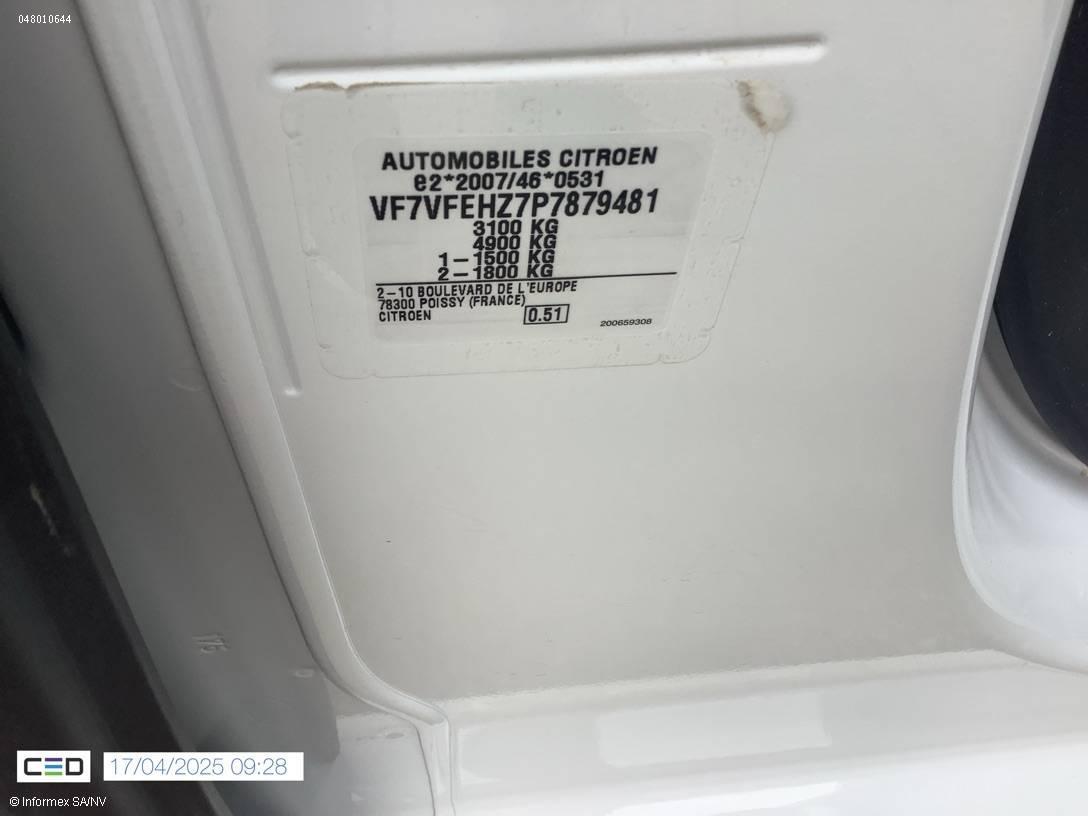 048010644
AUTOMOBILES CITROEN
e2*2007/46*0531
VF7VFEHZ7P7879481
3100 KG
4900 KG
1-1500 KG
2-1800 KG
2-10 BOULEVARD DE L'EUROPE
78300 POISSY (FRANCE)
CITROEN
0.51
200659308
175
CED
17/04/2025 09:28
© Informex SA/NV